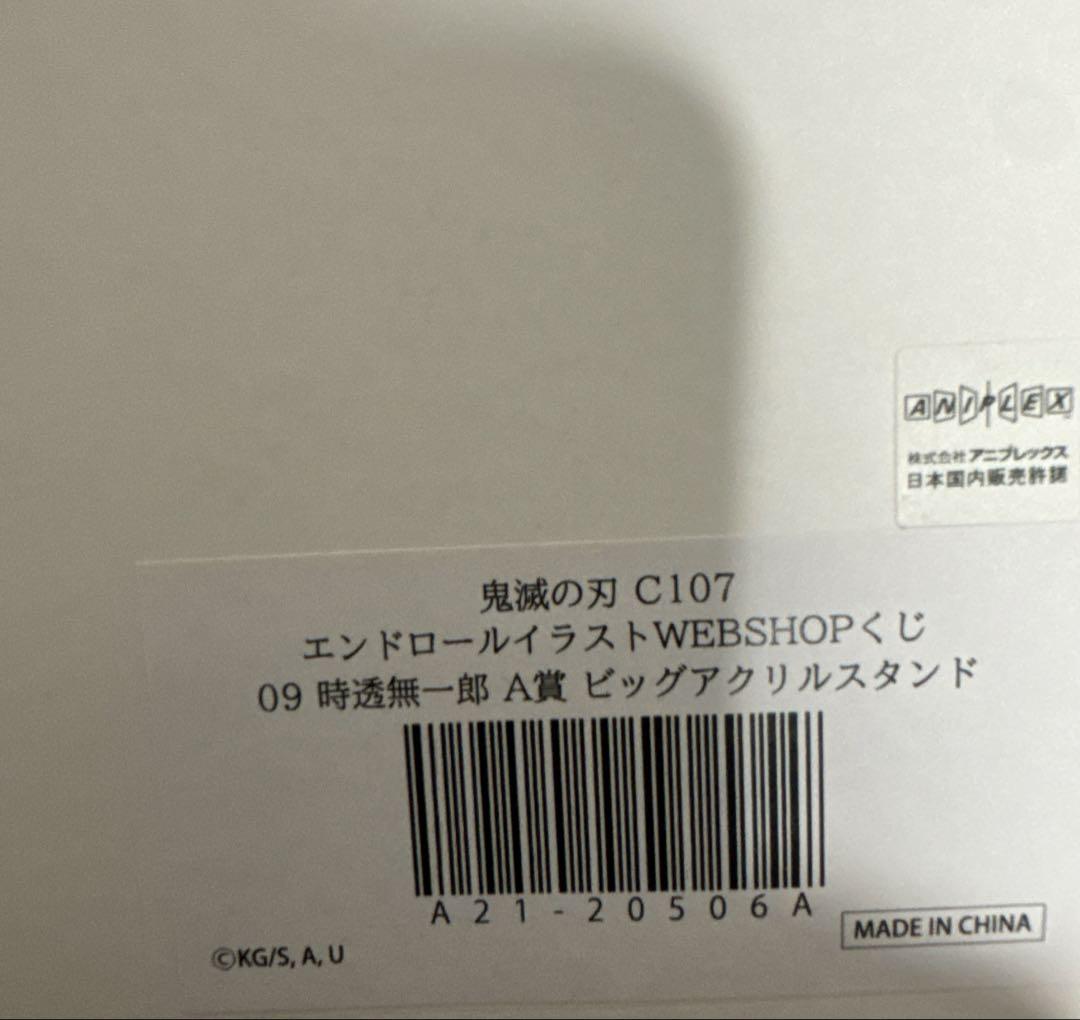 ANIPLEX
株式会社アニプレックス
日本国内販売許諾
鬼滅の刃 C107
エンドロールイラストWEBSHOPくじ
09 時透無一郎 A賞 ビッグアクリルスタンド
A21-20506A
MADE IN CHINA
©KG/S, A, U